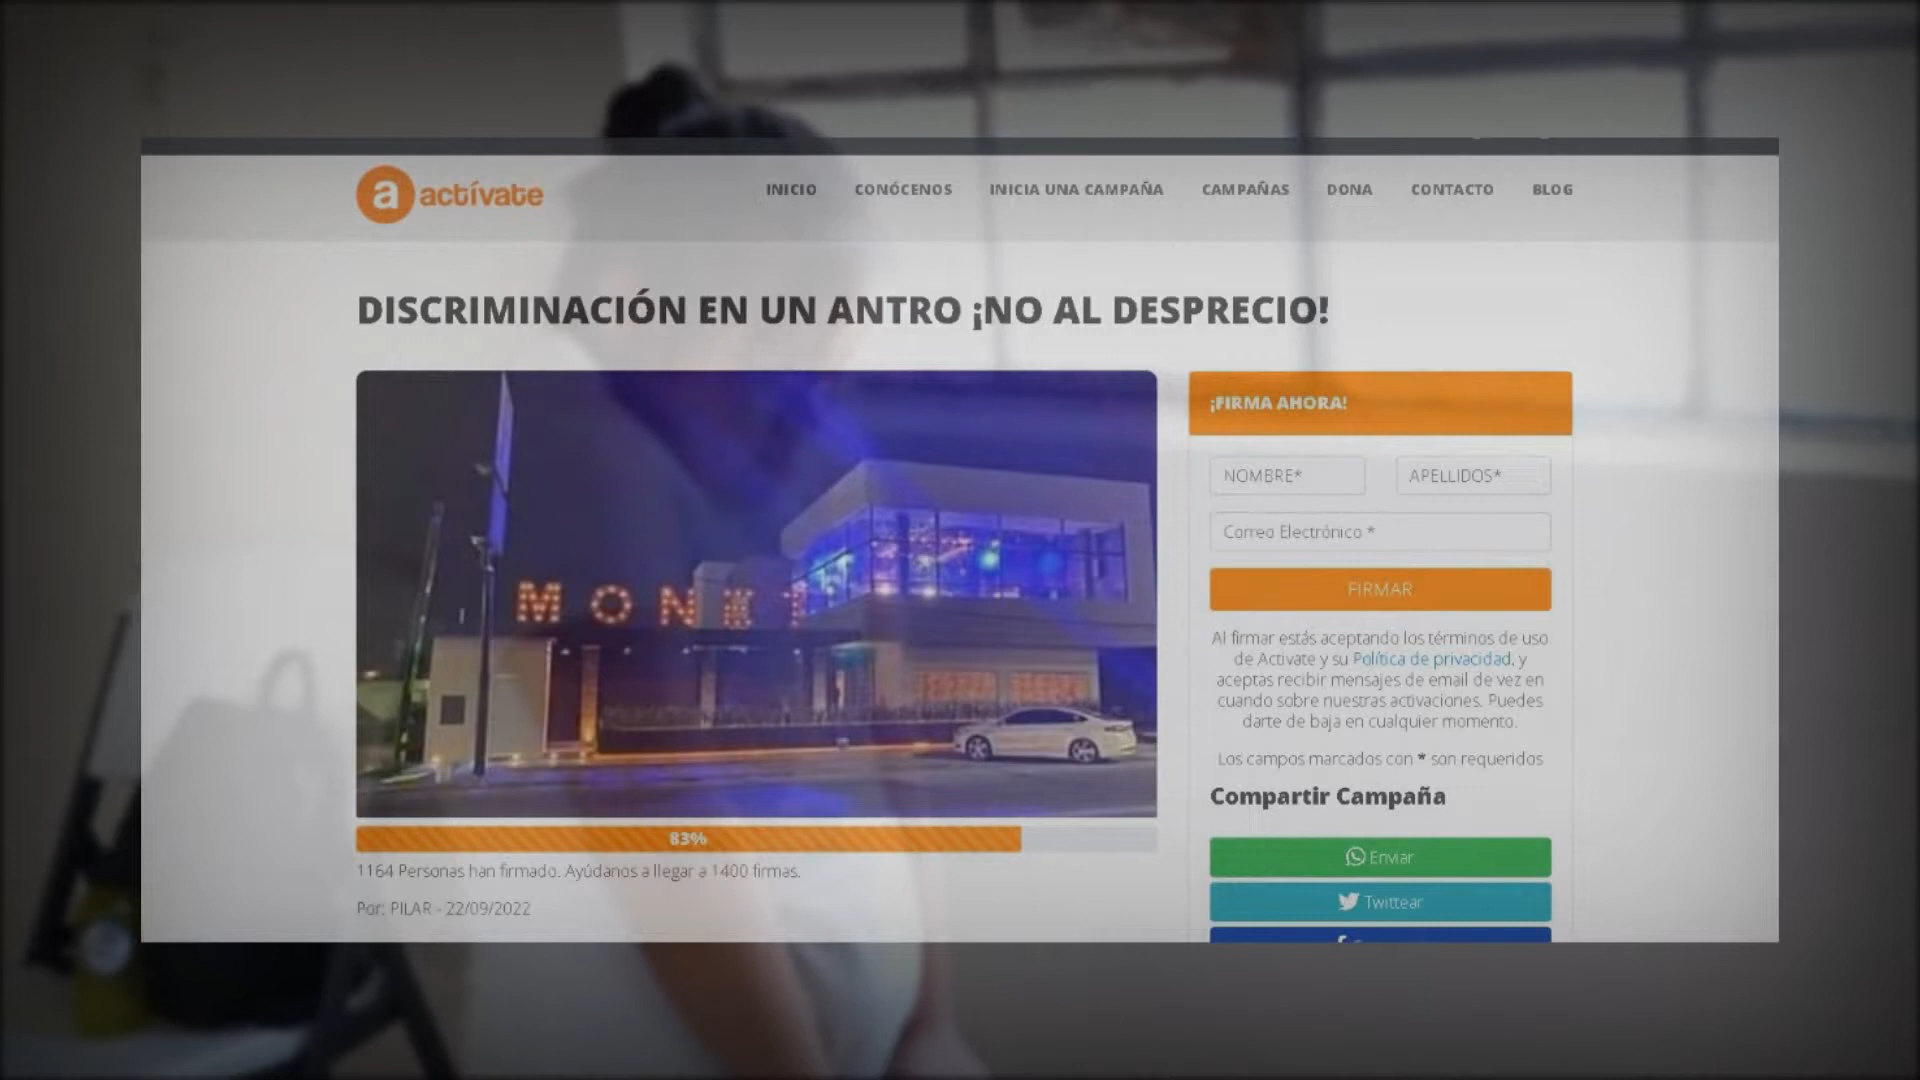 a actívate
INICIO CONÓCENOS INICIA UNA CAMPAÑA CAMPAÑAS DONA CONTACTO BLOG
DISCRIMINACIÓN EN UN ANTRO ¡NO AL DESPRECIO!
¡FIRMA AHORA!
NOMBRE* APELLIDOS*
Correo Electrónico *
FIRMAR
Al firmar estás aceptando los términos de uso
de Activate y su Política de privacidad, y
aceptas recibir mensajes de email de vez en
cuando sobre nuestras activaciones. Puedes
darte de baja en cualquier momento.
Los campos marcados con * son requeridos
Compartir Campaña
Enviar
Twittear
83%
1164 Personas han firmado. Ayúdanos a llegar a 1400 firmas.
Por: PILAR - 22/09/2022